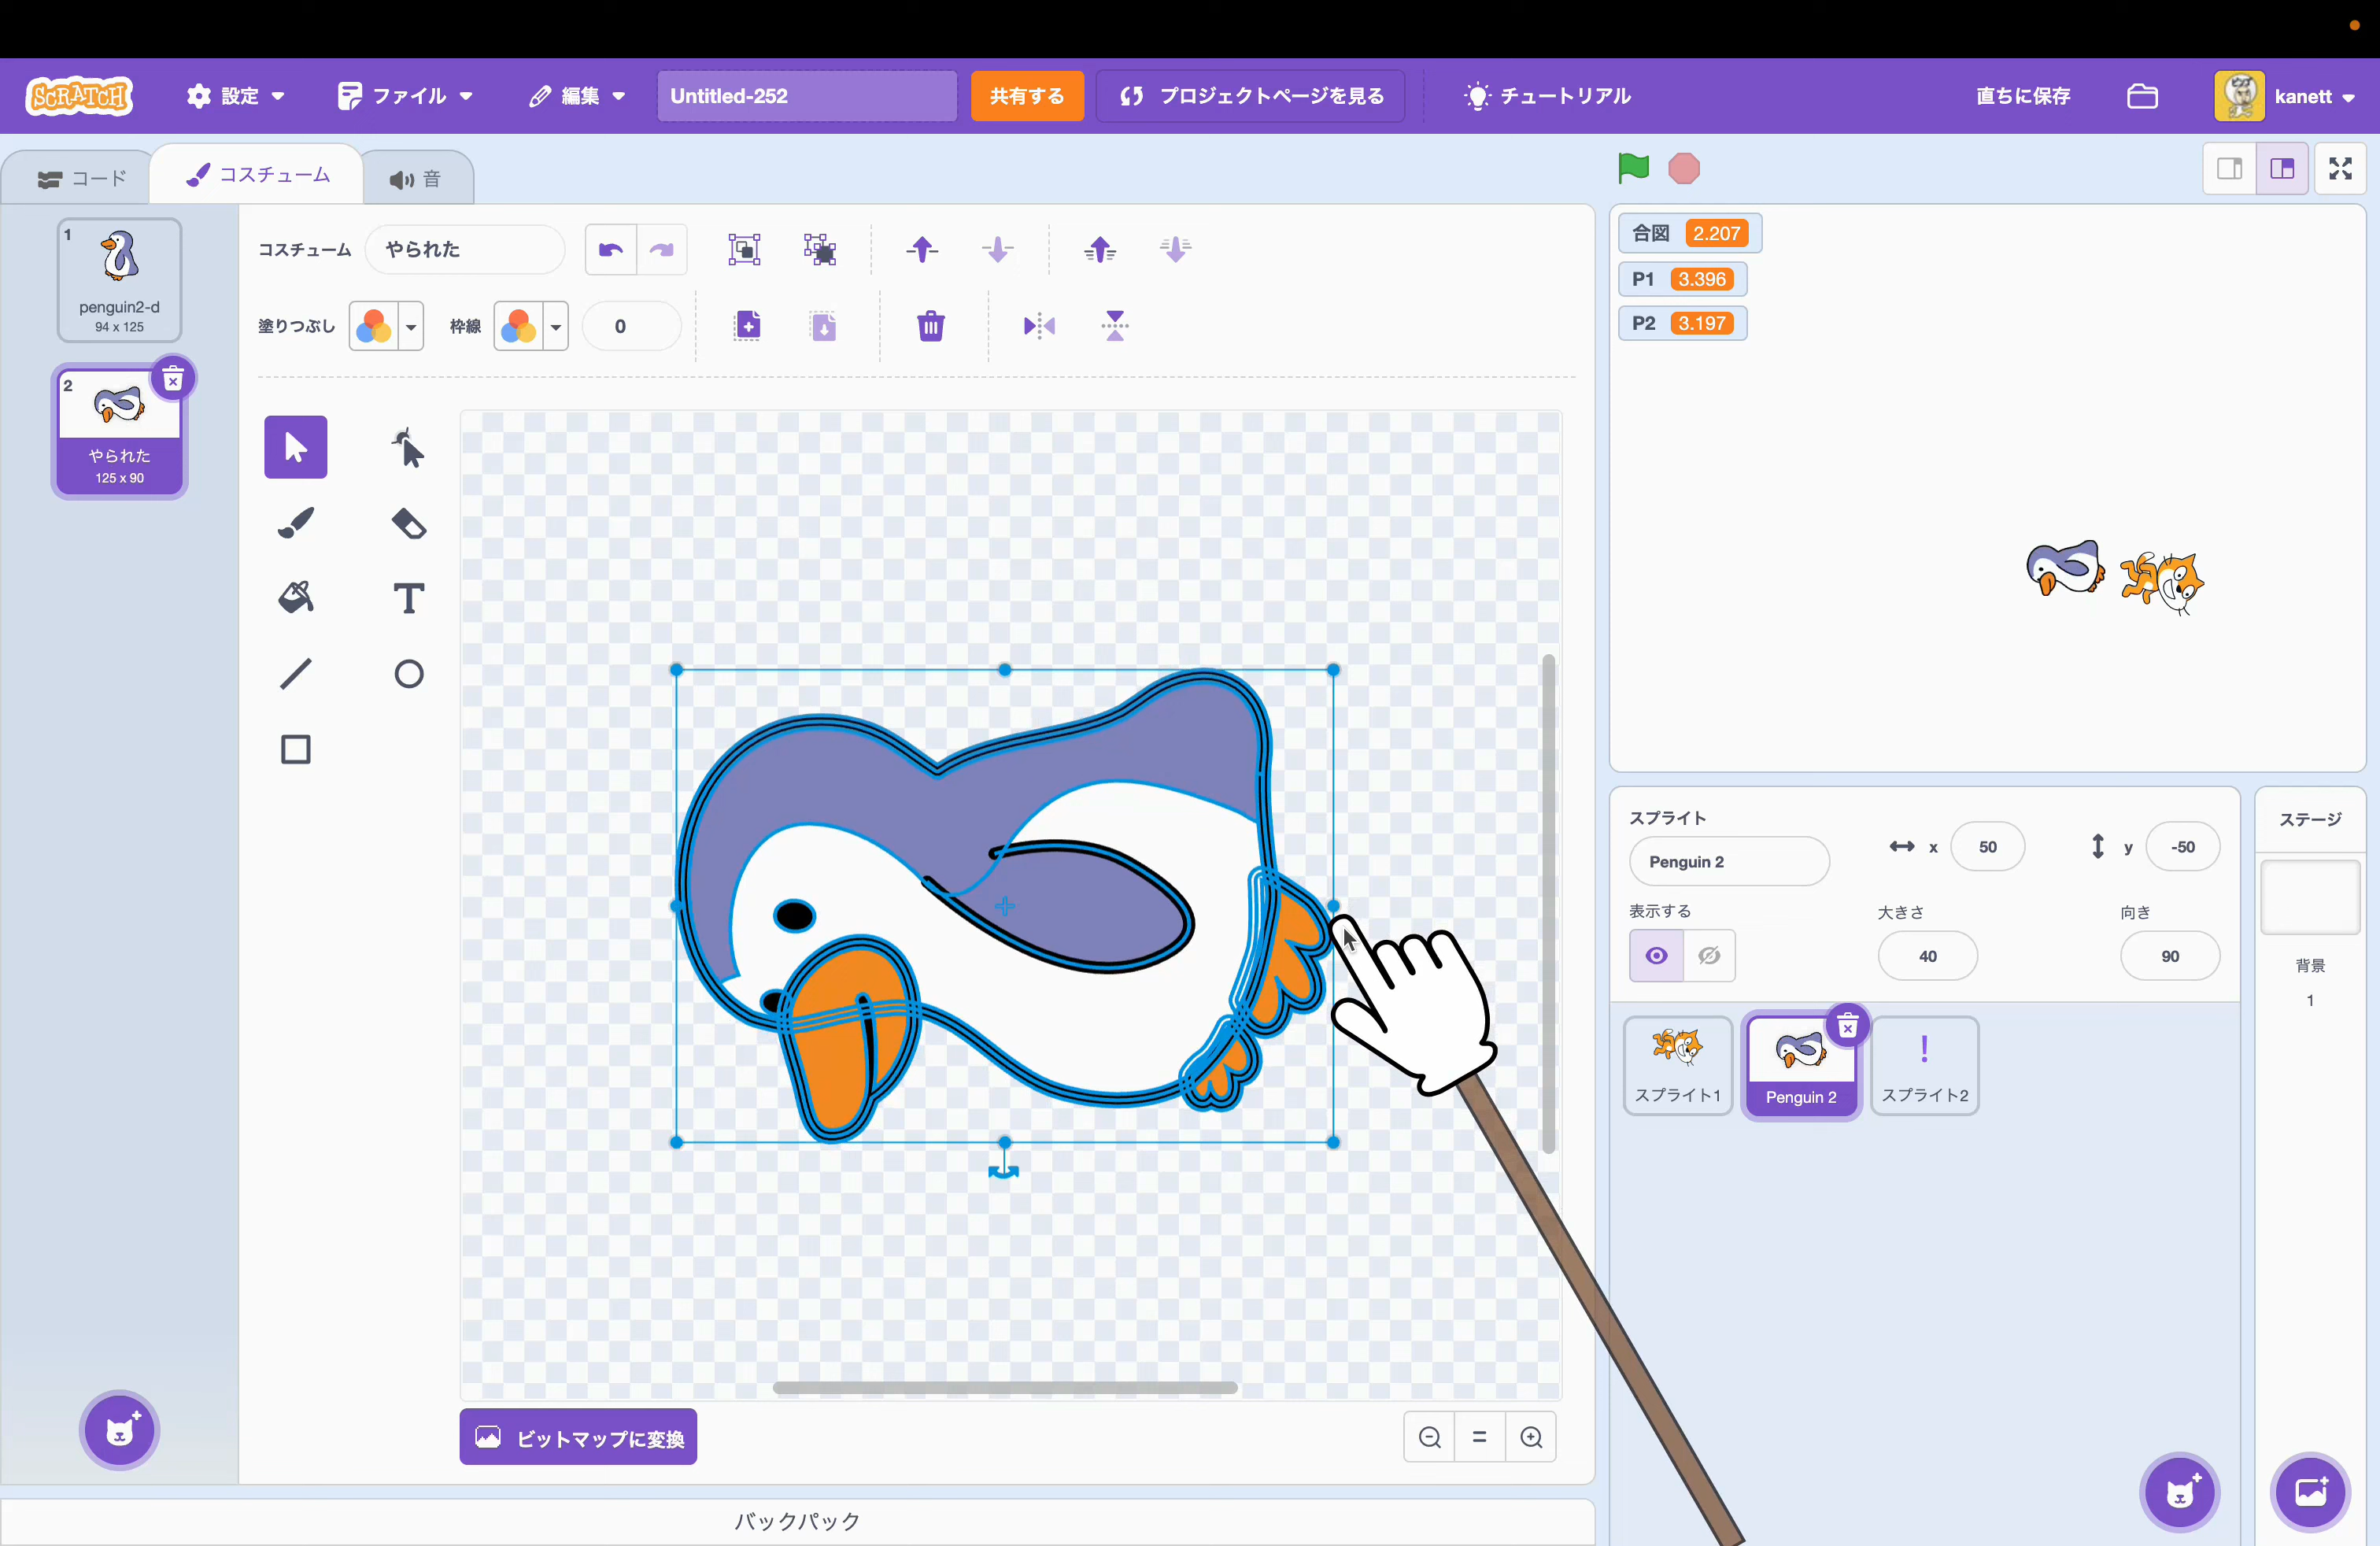 SCRATCH 設定 ファイル 編集 Untitled-252 共有する プロジェクトページを見る チュートリアル 直ちに保存 kanett
コード コスチューム 音
1
penguin2-d
94 x 125
2
やられた
125 x 90
コスチューム やられた
塗りつぶし 枠線 0
T
ビットマップに変換
バックパック
合図 2.207
P1 3.396
P2 3.197
スプライト
Penguin 2
x 50
y -50
表示する
大きさ
40
向き
90
スプライト1
Penguin 2
!
スプライト2
ステージ
背景
1